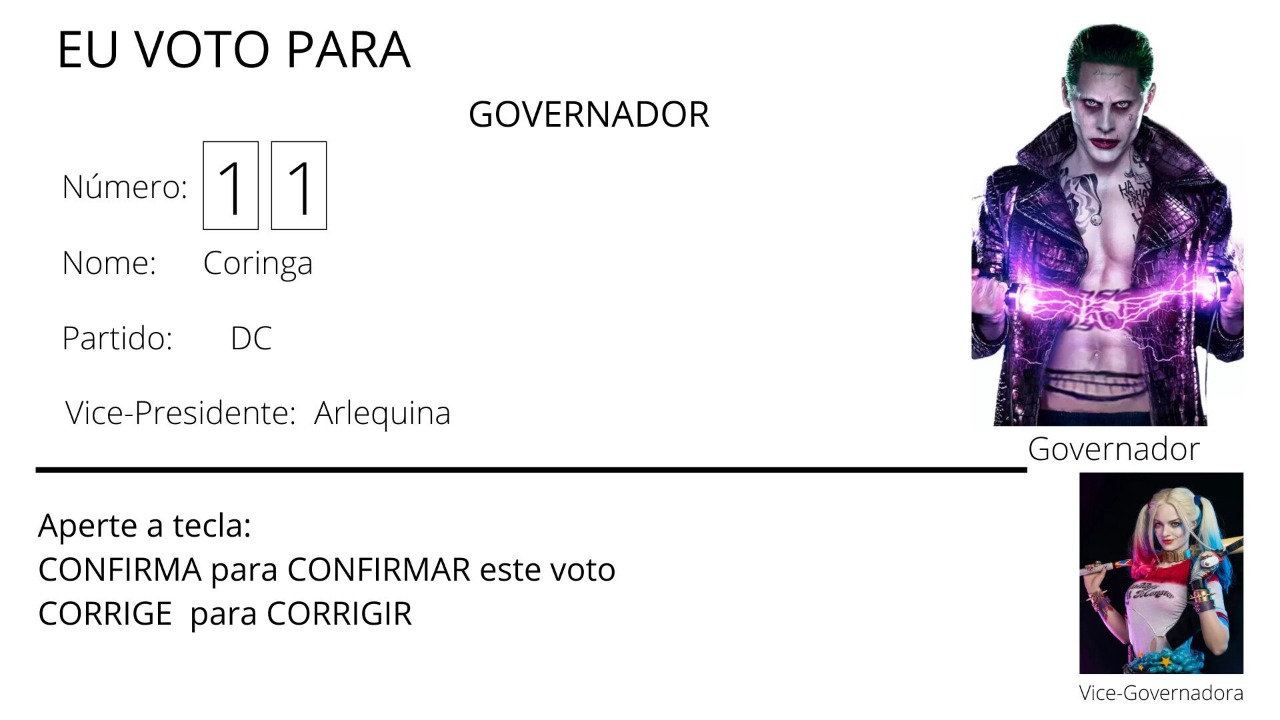 EU VOTO PARA
GOVERNADOR
Número: 1 1
Nome: Coringa
Partido: DC
Vice-Presidente: Arlequina
Governador
Aperte a tecla:
CONFIRMA para CONFIRMAR este voto
CORRIGE para CORRIGIR
Vice-Governadora